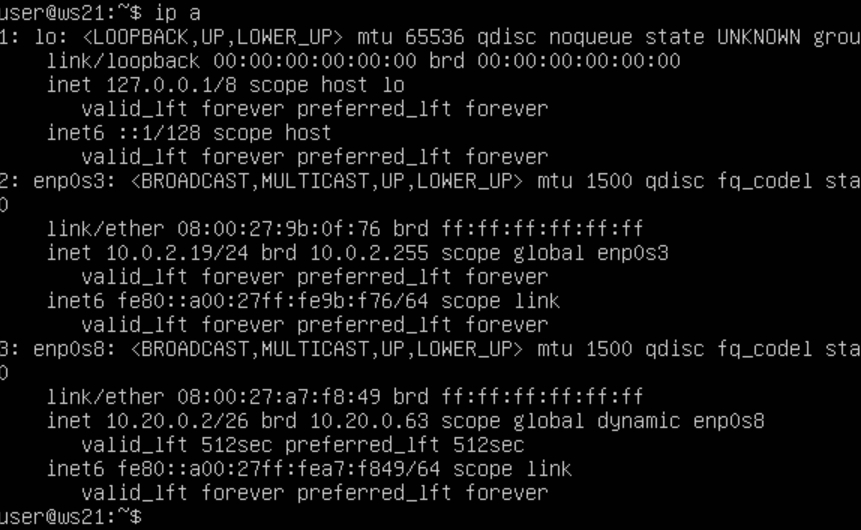 user@ws21:~$ ip a
1: lo: <LOOPBACK,UP,LOWER_UP> mtu 65536 qdisc noqueue state UNKNOWN grou
link/loopback 00:00:00:00:00:00 brd 00:00:00:00:00:00
inet 127.0.0.1/8 scope host lo
valid_lft forever preferred_lft forever
inet6 ::1/128 scope host
valid_lft forever preferred_lft forever
2: enp0s3: <BROADCAST,MULTICAST,UP,LOWER_UP> mtu 1500 qdisc fq_codel sta
0
link/ether 08:00:27:9b:0f:76 brd ff:ff:ff:ff:ff:ff
inet 10.0.2.19/24 brd 10.0.2.255 scope global enp0s3
valid_lft forever preferred_lft forever
inet6 fe80::a00:27ff:fe9b:f76/64 scope link
valid_lft forever preferred_lft forever
3: enp0s8: <BROADCAST,MULTICAST,UP,LOWER_UP> mtu 1500 qdisc fq_codel sta
0
link/ether 08:00:27:a7:f8:49 brd ff:ff:ff:ff:ff:ff
inet 10.20.0.2/26 brd 10.20.0.63 scope global dynamic enp0s8
valid_lft 512sec preferred_lft 512sec
inet6 fe80::a00:27ff:fea7:f849/64 scope link
valid_lft forever preferred_lft forever
user@ws21:~$